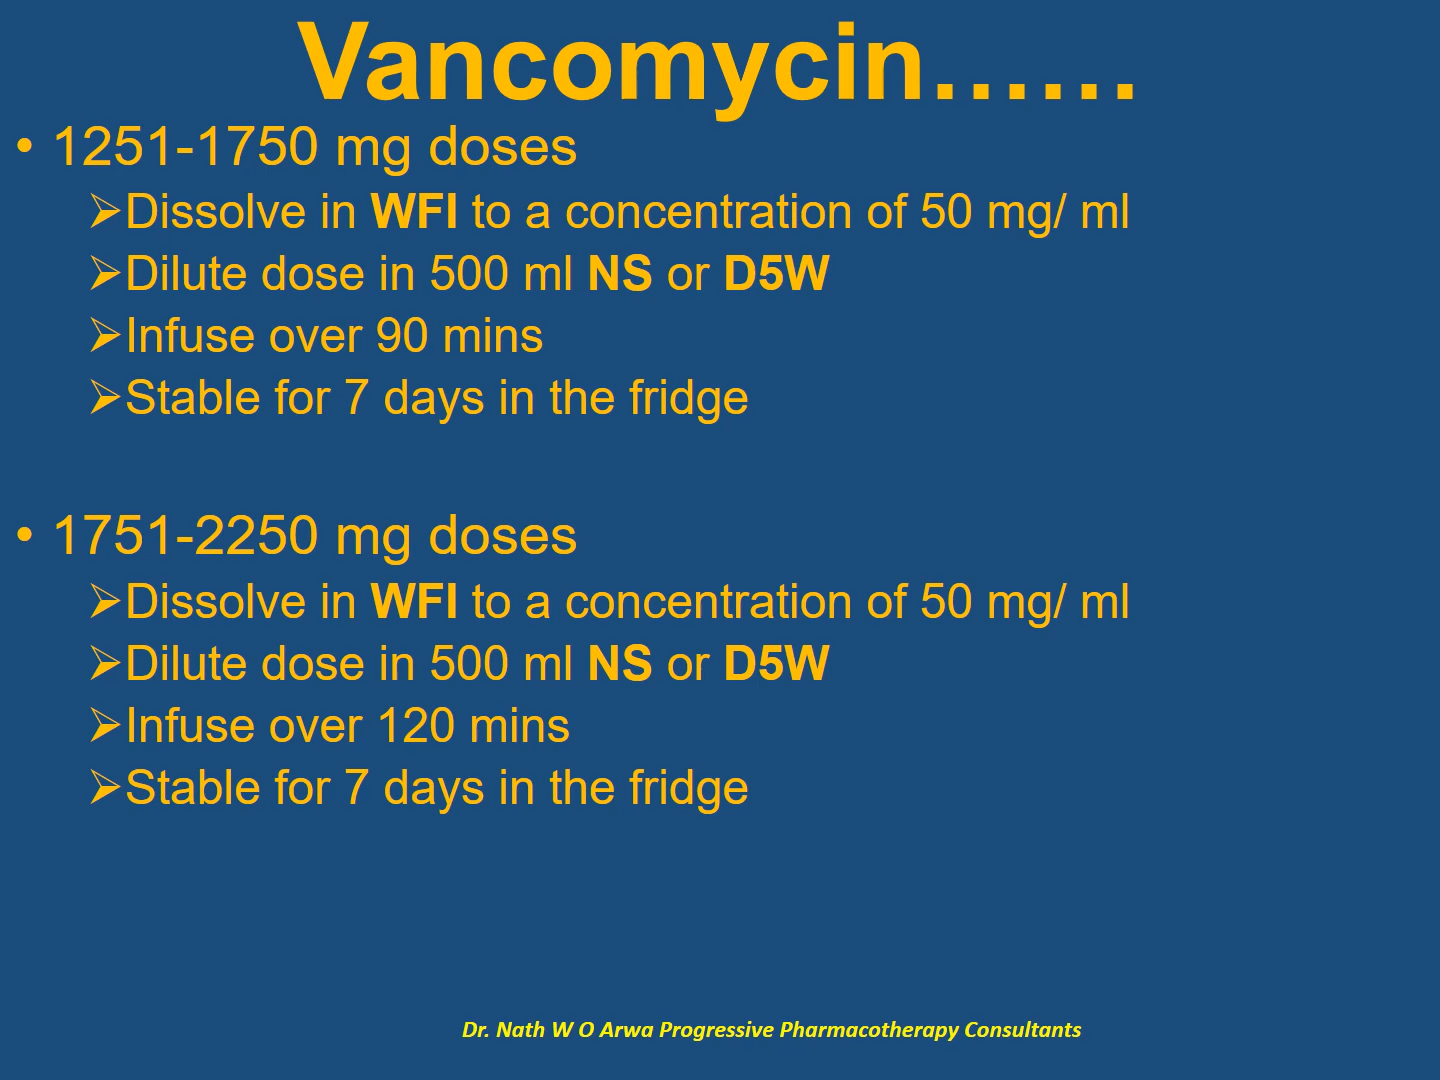 Vancomycin……
• 1251-1750 mg doses
➢Dissolve in WFI to a concentration of 50 mg/ ml
➢Dilute dose in 500 ml NS or D5W
➢Infuse over 90 mins
➢Stable for 7 days in the fridge
• 1751-2250 mg doses
➢Dissolve in WFI to a concentration of 50 mg/ ml
➢Dilute dose in 500 ml NS or D5W
➢Infuse over 120 mins
➢Stable for 7 days in the fridge
Dr. Nath W O Arwa Progressive Pharmacotherapy Consultants